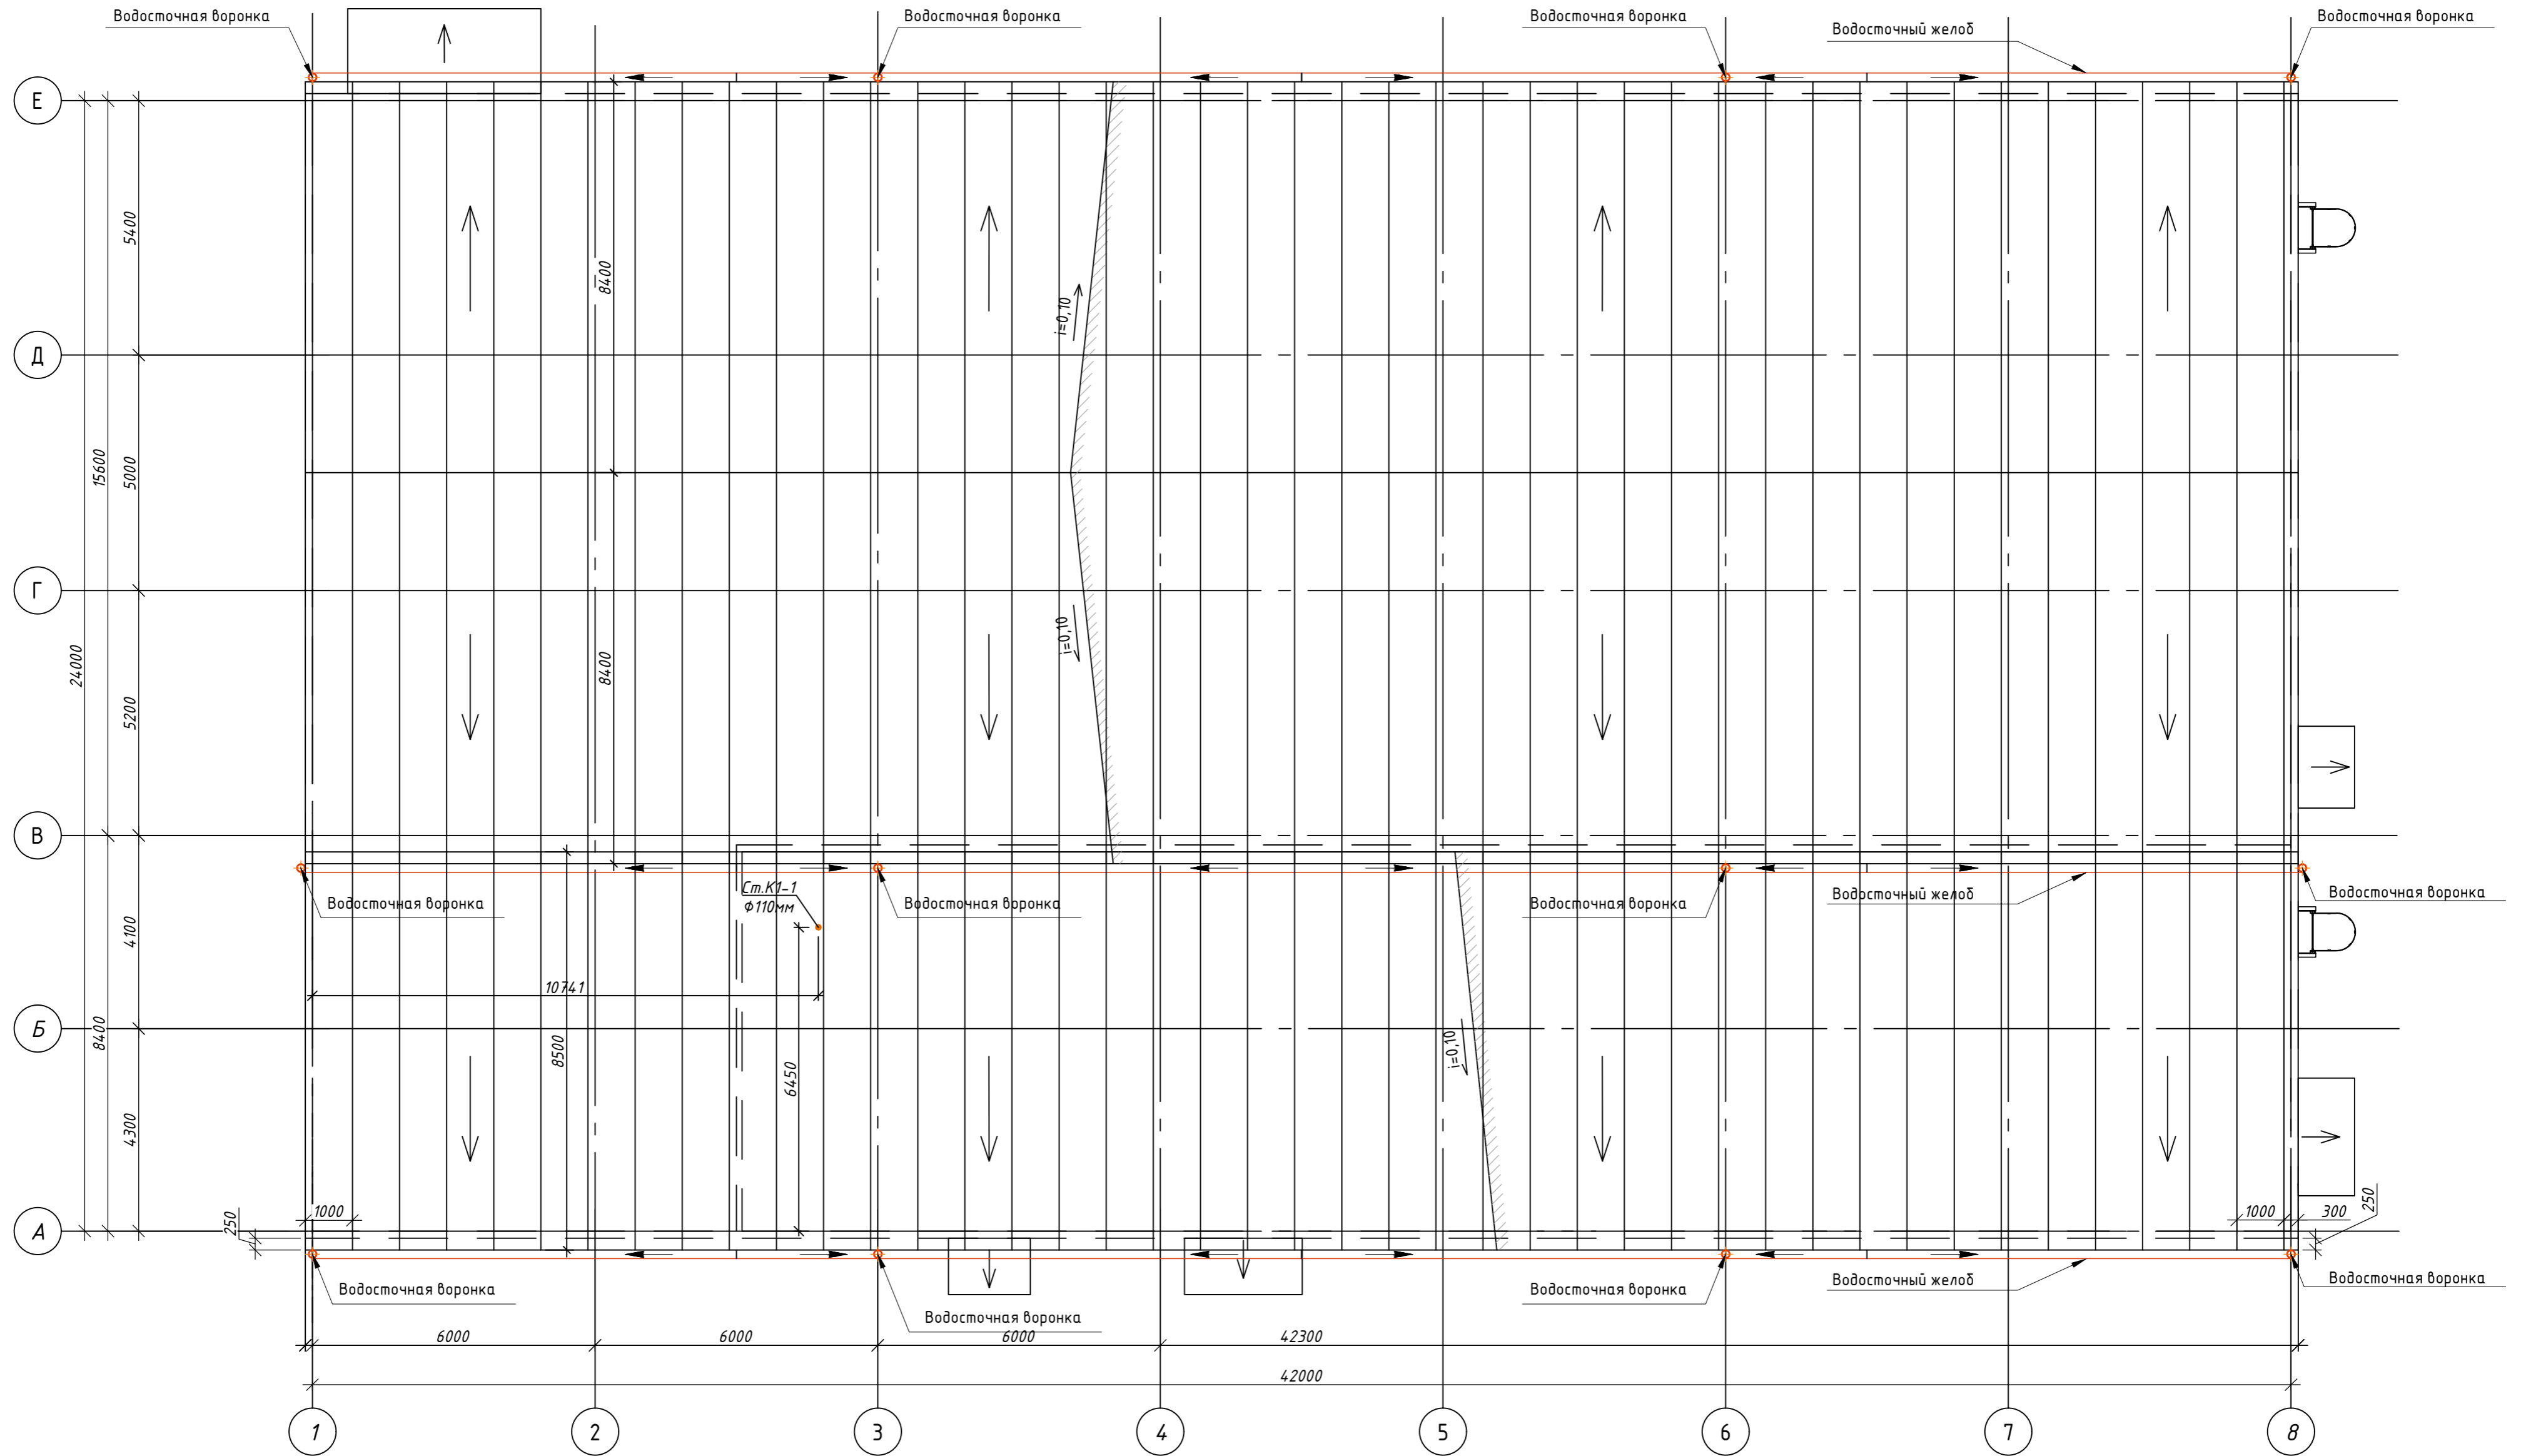 Водосточная воронка
Водосточная воронка
Водосточная воронка
Водосточный желоб
Водосточная воронка
Е
Д
Г
В
Б
А
5400
15600
5000
24000
5200
4100
8400
4300
8400
8400
i=0,10
i=0,10
Водосточная воронка
Ст.К1-1
ф110мм
Водосточная воронка
Водосточная воронка
Водосточный желоб
Водосточная воронка
10741
8500
6450
i=0,10
250
1000
1000
300
250
Водосточная воронка
Водосточная воронка
Водосточная воронка
Водосточный желоб
Водосточная воронка
6000
6000
6000
42300
42000
1
2
3
4
5
6
7
8